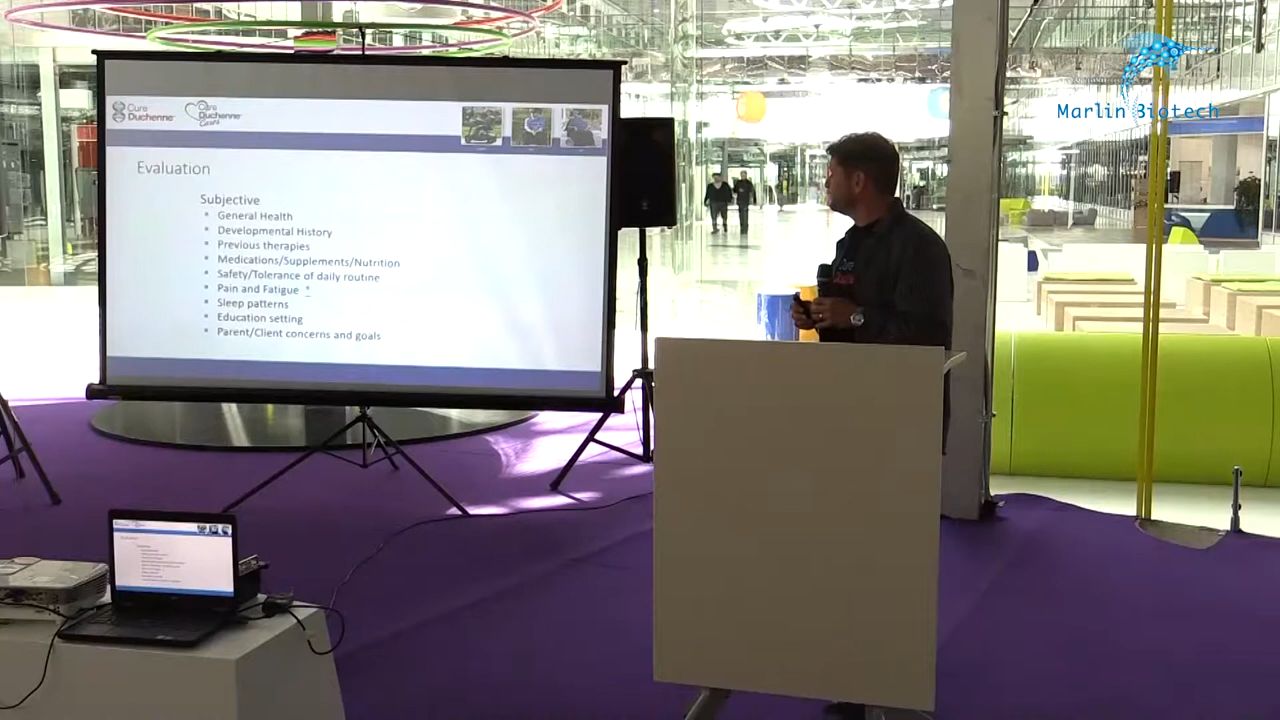 Cure
Duchenne
Care
Duchenne
Cares
Marlin Biotech
Evaluation
Subjective
• General Health
• Developmental History
• Previous therapies
• Medications/Supplements/Nutrition
• Safety/Tolerance of daily routine
• Pain and Fatigue *
• Sleep patterns
• Education setting
• Parent/Client concerns and goals
Cure